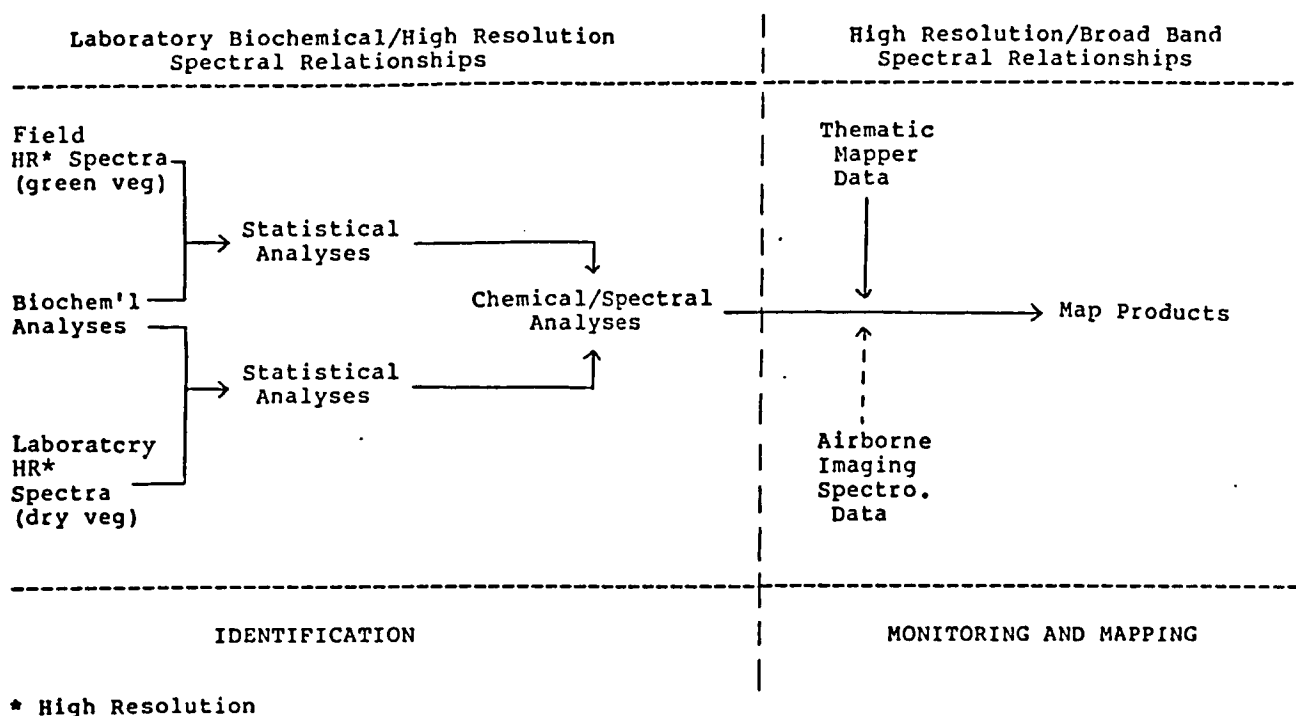 Laboratory Biochemical/High Resolution
Spectral Relationships
High Resolution/Broad Band
Spectral Relationships
Field
HR* Spectra
(green veg)
Statistical
Analyses
Biochem'l
Analyses
Statistical
Analyses
Laboratcry
HR*
Spectra
(dry veg)
Chemical/Spectral
Analyses
Thematic
Mapper
Data
Map Products
Airborne
Imaging
Spectro.
Data
IDENTIFICATION
MONITORING AND MAPPING
* High Resolution